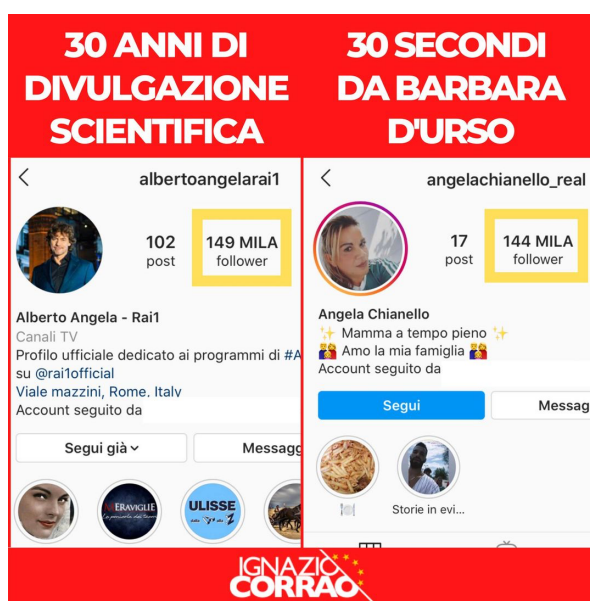 30 ANNI DI
DIVULGAZIONE
SCIENTIFICA
albertoangelarai1
102
post
149 MILA
follower
Alberto Angela - Rai1
Canali TV
Profilo ufficiale dedicato ai programmi di #A
su @rai1official
Viale mazzini, Rome, Italy
Account seguito da
Segui già
Messagg
ULISSE
30 SECONDI
DA BARBARA
D'URSO
angelachianello_real
17
post
144 MILA
follower
Angela Chianello
Mamma a tempo pieno
Amo la mia famiglia
Account seguito da
Segui
Messag
Storie in evi...
IGNAZIO
CORRAO